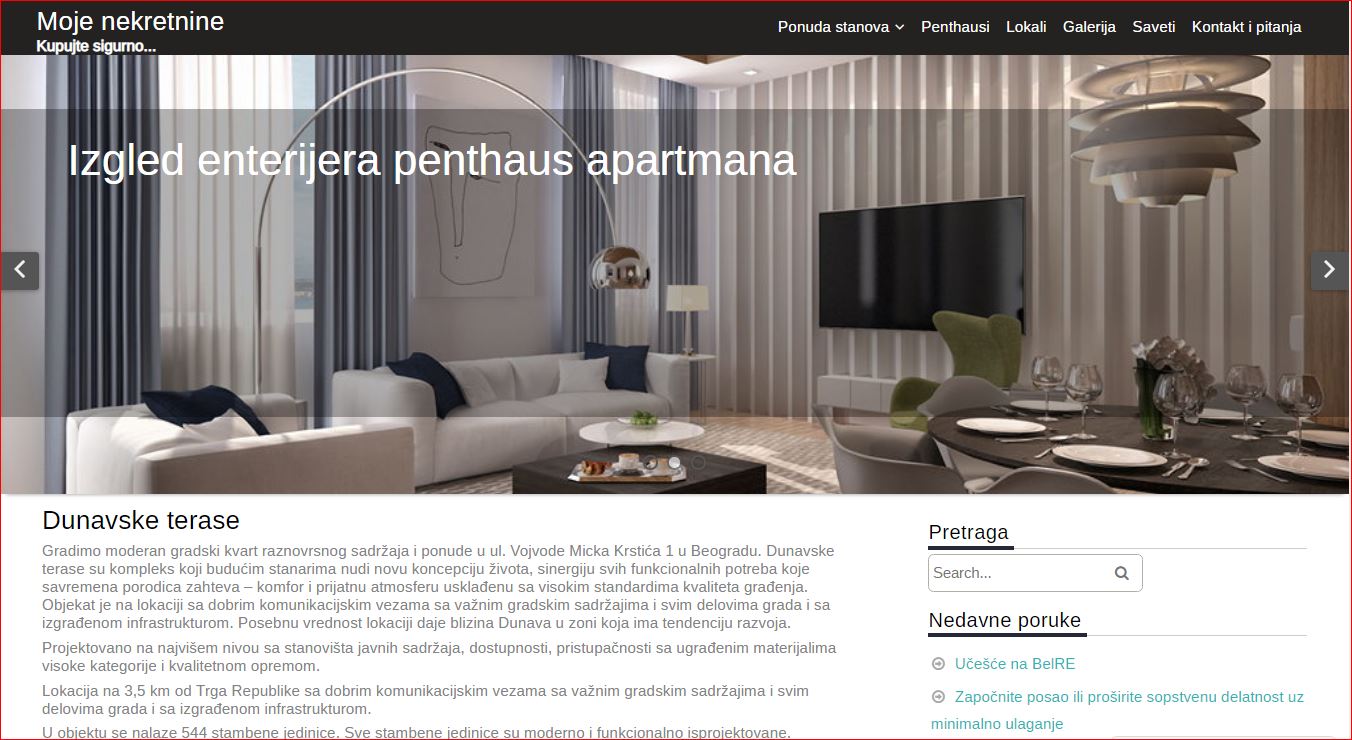 Moje nekretnine
Kupujte sigurno...
Ponuda stanova Penthausi Lokali Galerija Saveti Kontakt i pitanja
Izgled enterijera penthaus apartmana
Dunavske terase
Gradimo moderan gradski kvart raznovrsnog sadržaja i ponude u ul. Vojvode Micka Krstića 1 u Beogradu. Dunavske
terase su kompleks koji budućim stanarima nudi novu koncepciju života, sinergiju svih funkcionalnih potreba koje
savremena porodica zahteva – komfor i prijatnu atmosferu usklađenu sa visokim standardima kvaliteta građenja.
Objekat je na lokaciji sa dobrim komunikacijskim vezama sa važnim gradskim sadržajima i svim delovima grada i sa
izgrađenom infrastrukturom. Posebnu vrednost lokaciji daje blizina Dunava u zoni koja ima tendenciju razvoja.
Projektovano na najvišem nivou sa stanovišta javnih sadržaja, dostupnosti, pristupačnosti sa ugrađenim materijalima
visoke kategorije i kvalitetnom opremom.
Lokacija na 3,5 km od Trga Republike sa dobrim komunikacijskim vezama sa važnim gradskim sadržajima i svim
delovima grada i sa izgrađenom infrastrukturom.
U objektu se nalaze 544 stambene jedinice. Sve stambene jedinice su moderno i funkcionalno isprojektovane.
Pretraga
Search...
Nedavne poruke
Učešće na BelRE
Započnite posao ili proširite sopstvenu delatnost uz
minimalno ulaganje